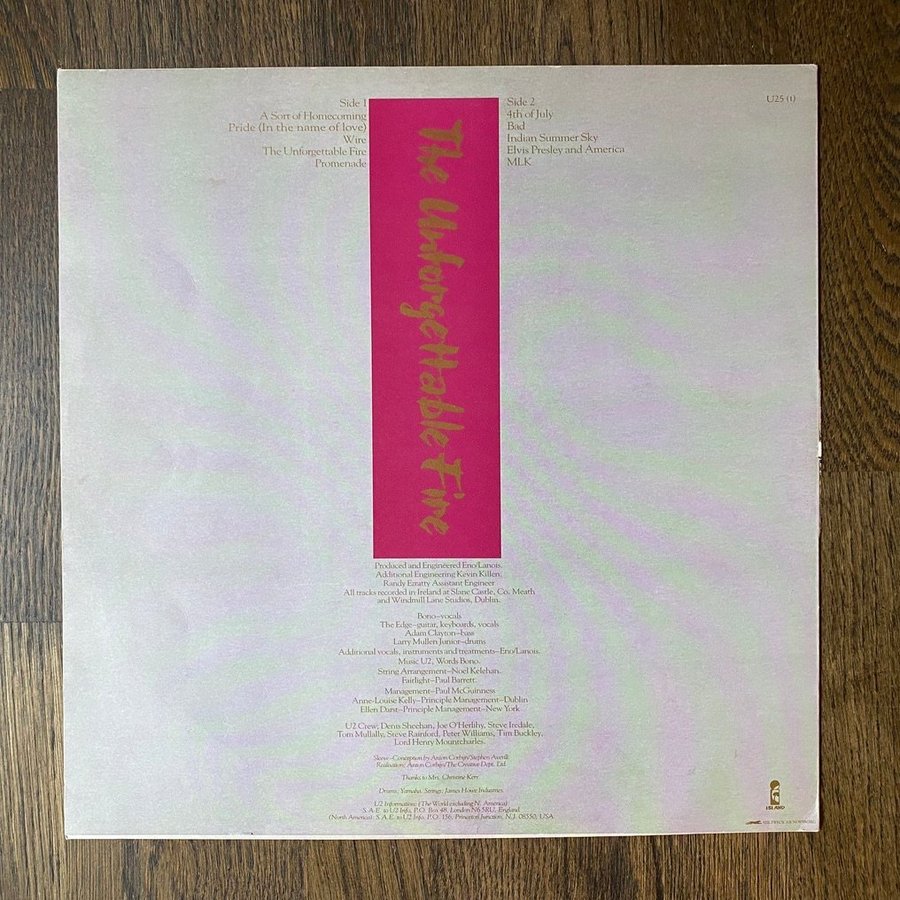 Side 1
A Sort of Homecoming
Pride (In the name of love)
Wire
The Unforgettable Fire
Promenade
Side 2
4th of July
Bad
Indian Summer Sky
Elvis Presley and America
MLK
U25 (1)
The Unforgettable Fire
Produced and Engineered Eno/Lanois.
Additional Engineering Kevin Killen.
Randy Ematty Assistant Engineer
All tracks recorded in Ireland at Slane Castle, Co. Meath
and Windmill Lane Studios, Dublin.
Bono–vocals
The Edge–guitar, keyboards, vocals
Adam Clayton–bass
Larry Mullen Junior–drums
Additional vocals, instruments and treatments–Eno/Lanois.
Music U2, Words Bono.
String Arrangement–Noel Kelehan.
Fairlight–Paul Barrett.
Management–Paul McGuinness
Anne-Louise Kelly–Principle Management–Dublin
Ellen Darst–Principle Management–New York
U2 Crew, Denis Sheehan, Joe O'Herlihy, Steve Iredale,
Tom Mullally, Steve Rainford, Peter Williams, Tim Buckley,
Lord Henry Mountcharles.
Sleeve–Conception by Anton Corbijn/Stephen Averill.
Realisation: Anton Corbijn/The Creative Dept. Ltd.
Thanks to Mrs. Christine Kerr
Drums; Yamaha. Strings; James Howe Industries.
U2 Information: (The World excluding N. America)
S.A.E. to U2 Info, P.O. Box 48, London N6 5RU, England.
(North America) S.A.E. to U2 Info, P.O. 156, Princeton Junction, N.J. 08550, USA
ISLAND